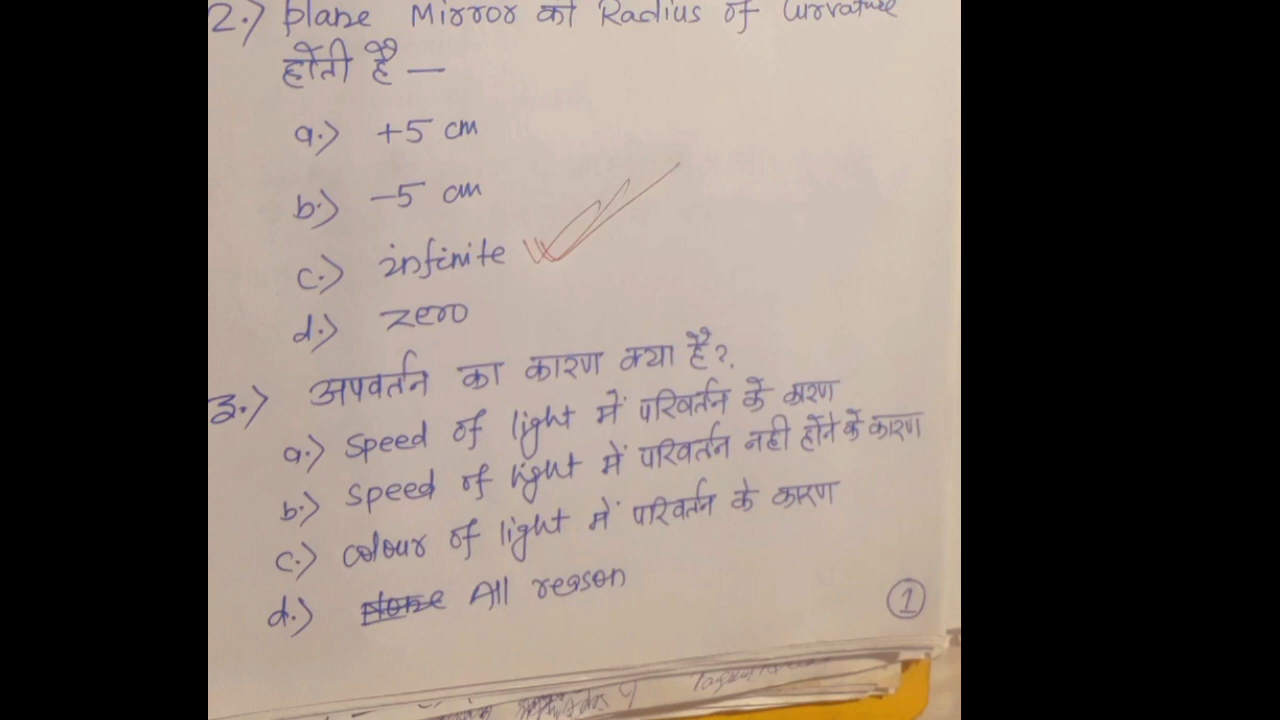 2.) plane Mirror की Radius of Curvature
होती है —
a.) +5 cm
b.) -5 cm
c.) infinite
d.) zero
3.) अपवर्तन का कारण क्या है?.
a.) speed of light में परिवर्तन के कारण
b.) speed of light में परिवर्तन नही होने के कारण
c.) colour of light में परिवर्तन के कारण
d.) All reason
1